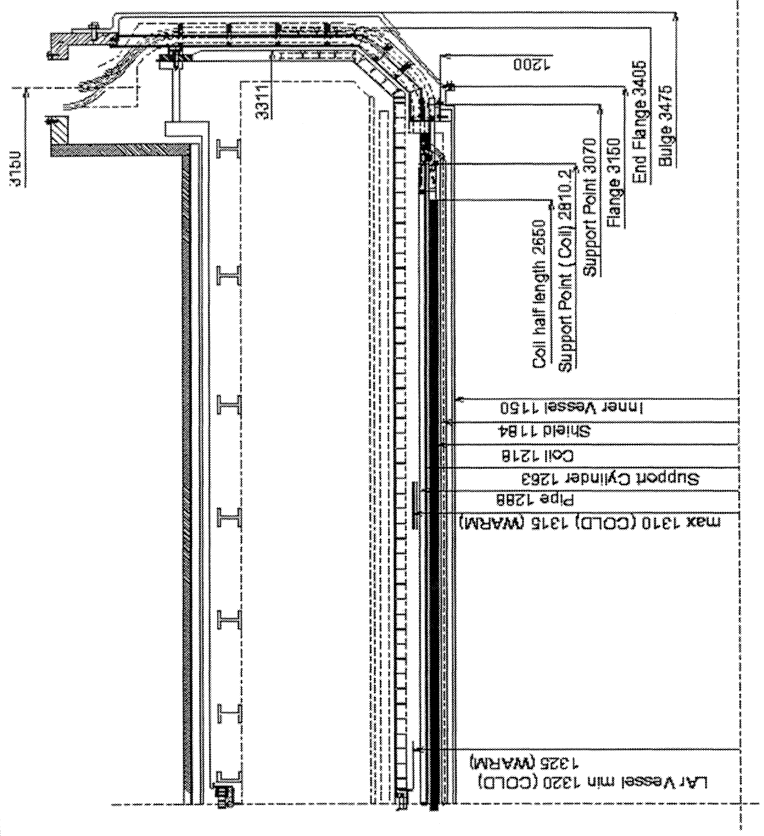 3150
3311
1200
End Flange 3405
Bulge 3475
Support Point 3070
Flange 3150
Coil half length 2650
Support Point ( Coil) 2810.2
Inner Vessel 1150
Shield 1184
Coil 1218
Support Cylinder 1263
Pipe 1288
max 1310 (COLD) 1315 (WARM)
LAr Vessel min 1320 (COLD)
1325 (WARM)